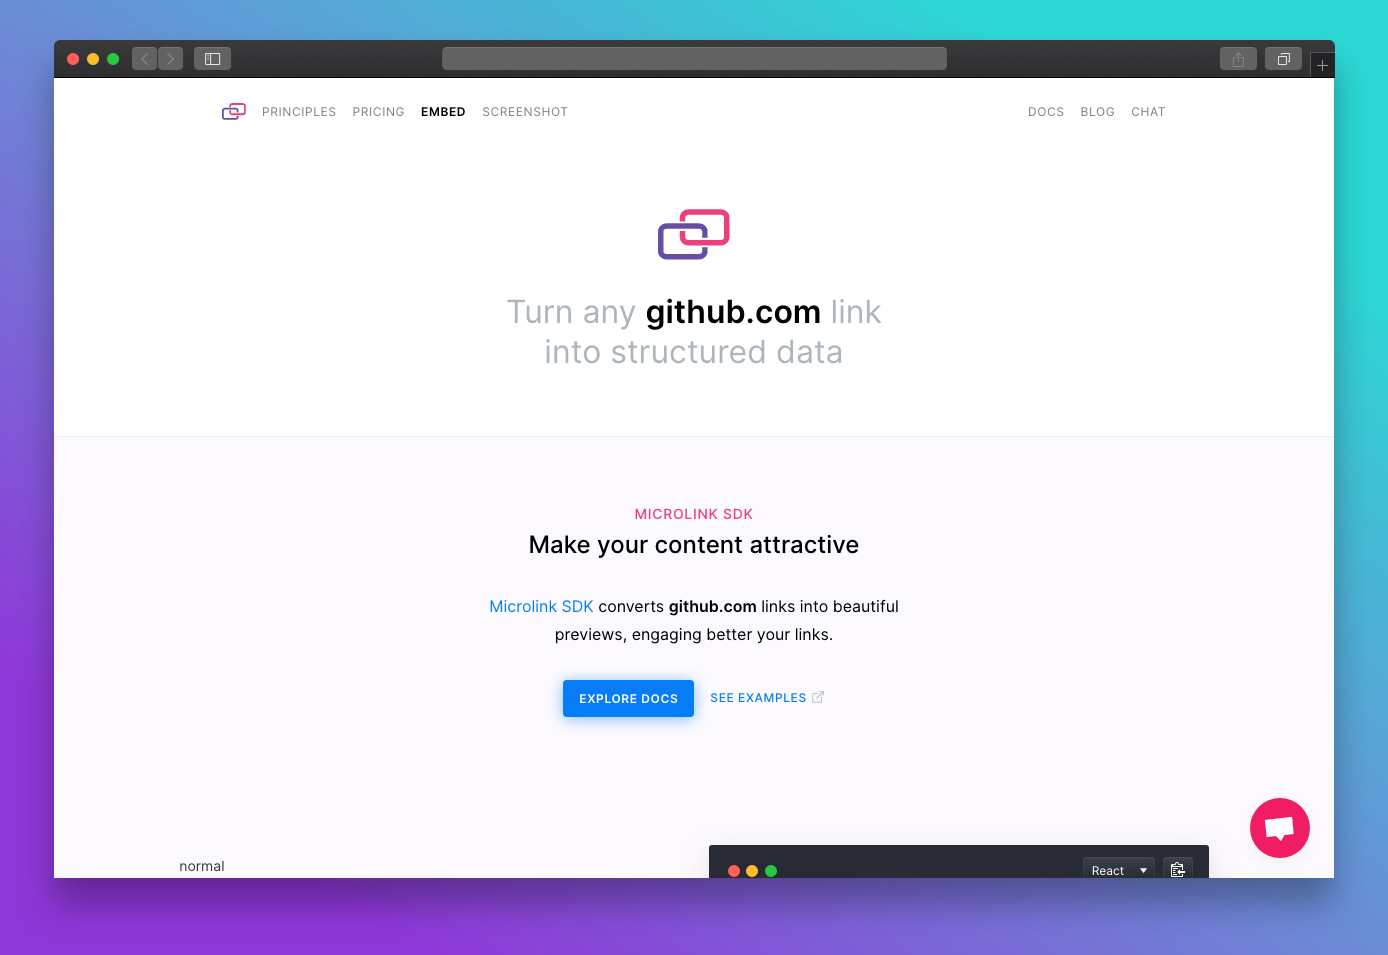 PRINCIPLES PRICING EMBED SCREENSHOT DOCS BLOG CHAT
Turn any github.com link
into structured data
MICROLINK SDK
Make your content attractive
Microlink SDK converts github.com links into beautiful
previews, engaging better your links.
EXPLORE DOCS SEE EXAMPLES
normal
React